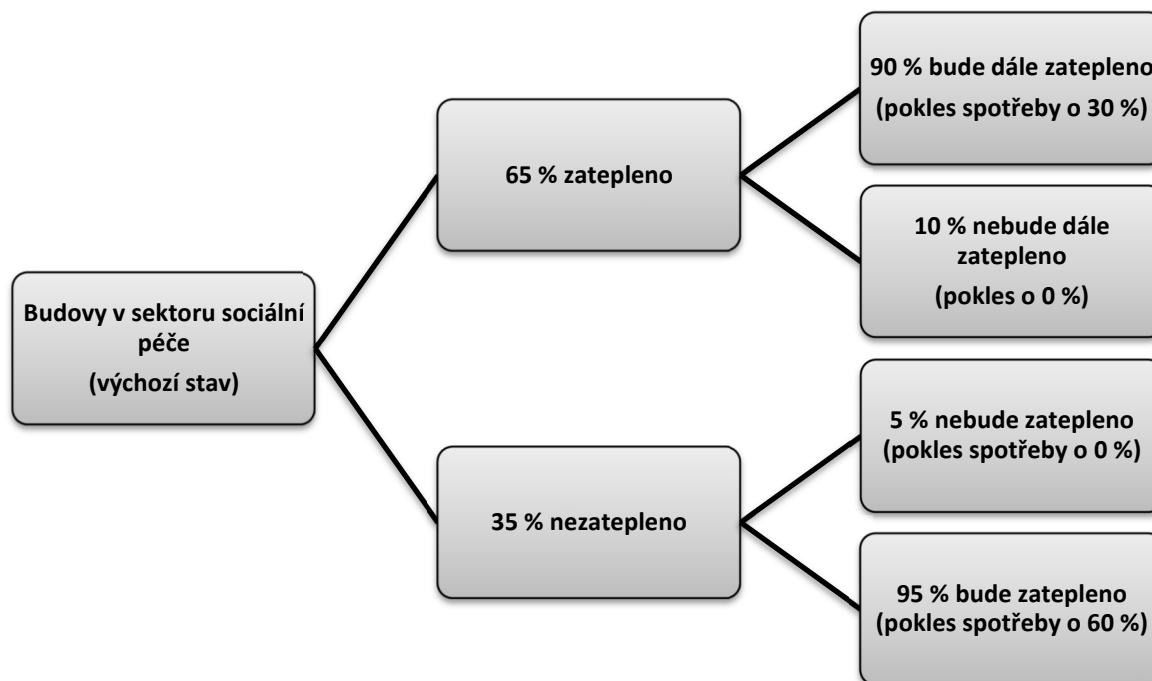 Budovy v sektoru sociální
péče
(výchozí stav)
65 % zatepleno
35 % nezatepleno
90 % bude dále zatepleno
(pokles spotřeby o 30 %)
10 % nebude dále
zatepleno
(pokles o 0 %)
5 % nebude zatepleno
(pokles spotřeby o 0 %)
95 % bude zatepleno
(pokles spotřeby o 60 %)